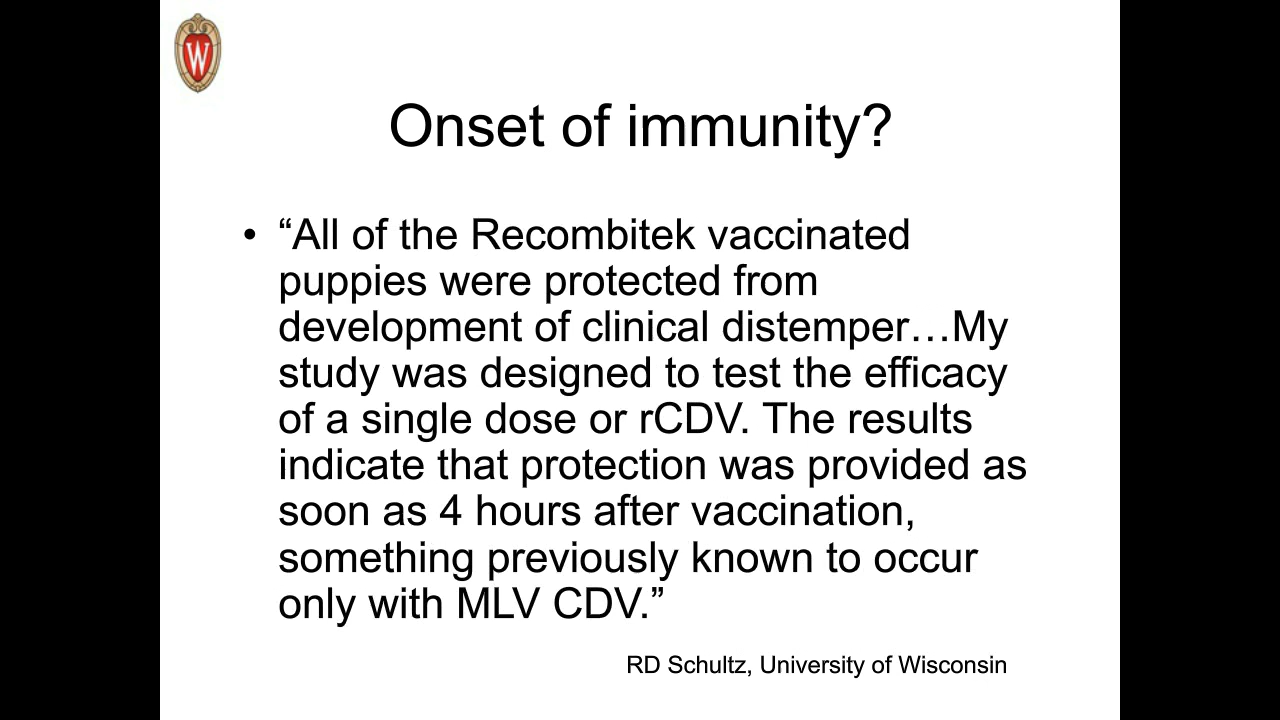 W
Onset of immunity?
• “All of the Recombitek vaccinated
puppies were protected from
development of clinical distemper…My
study was designed to test the efficacy
of a single dose or rCDV. The results
indicate that protection was provided as
soon as 4 hours after vaccination,
something previously known to occur
only with MLV CDV.”
RD Schultz, University of Wisconsin